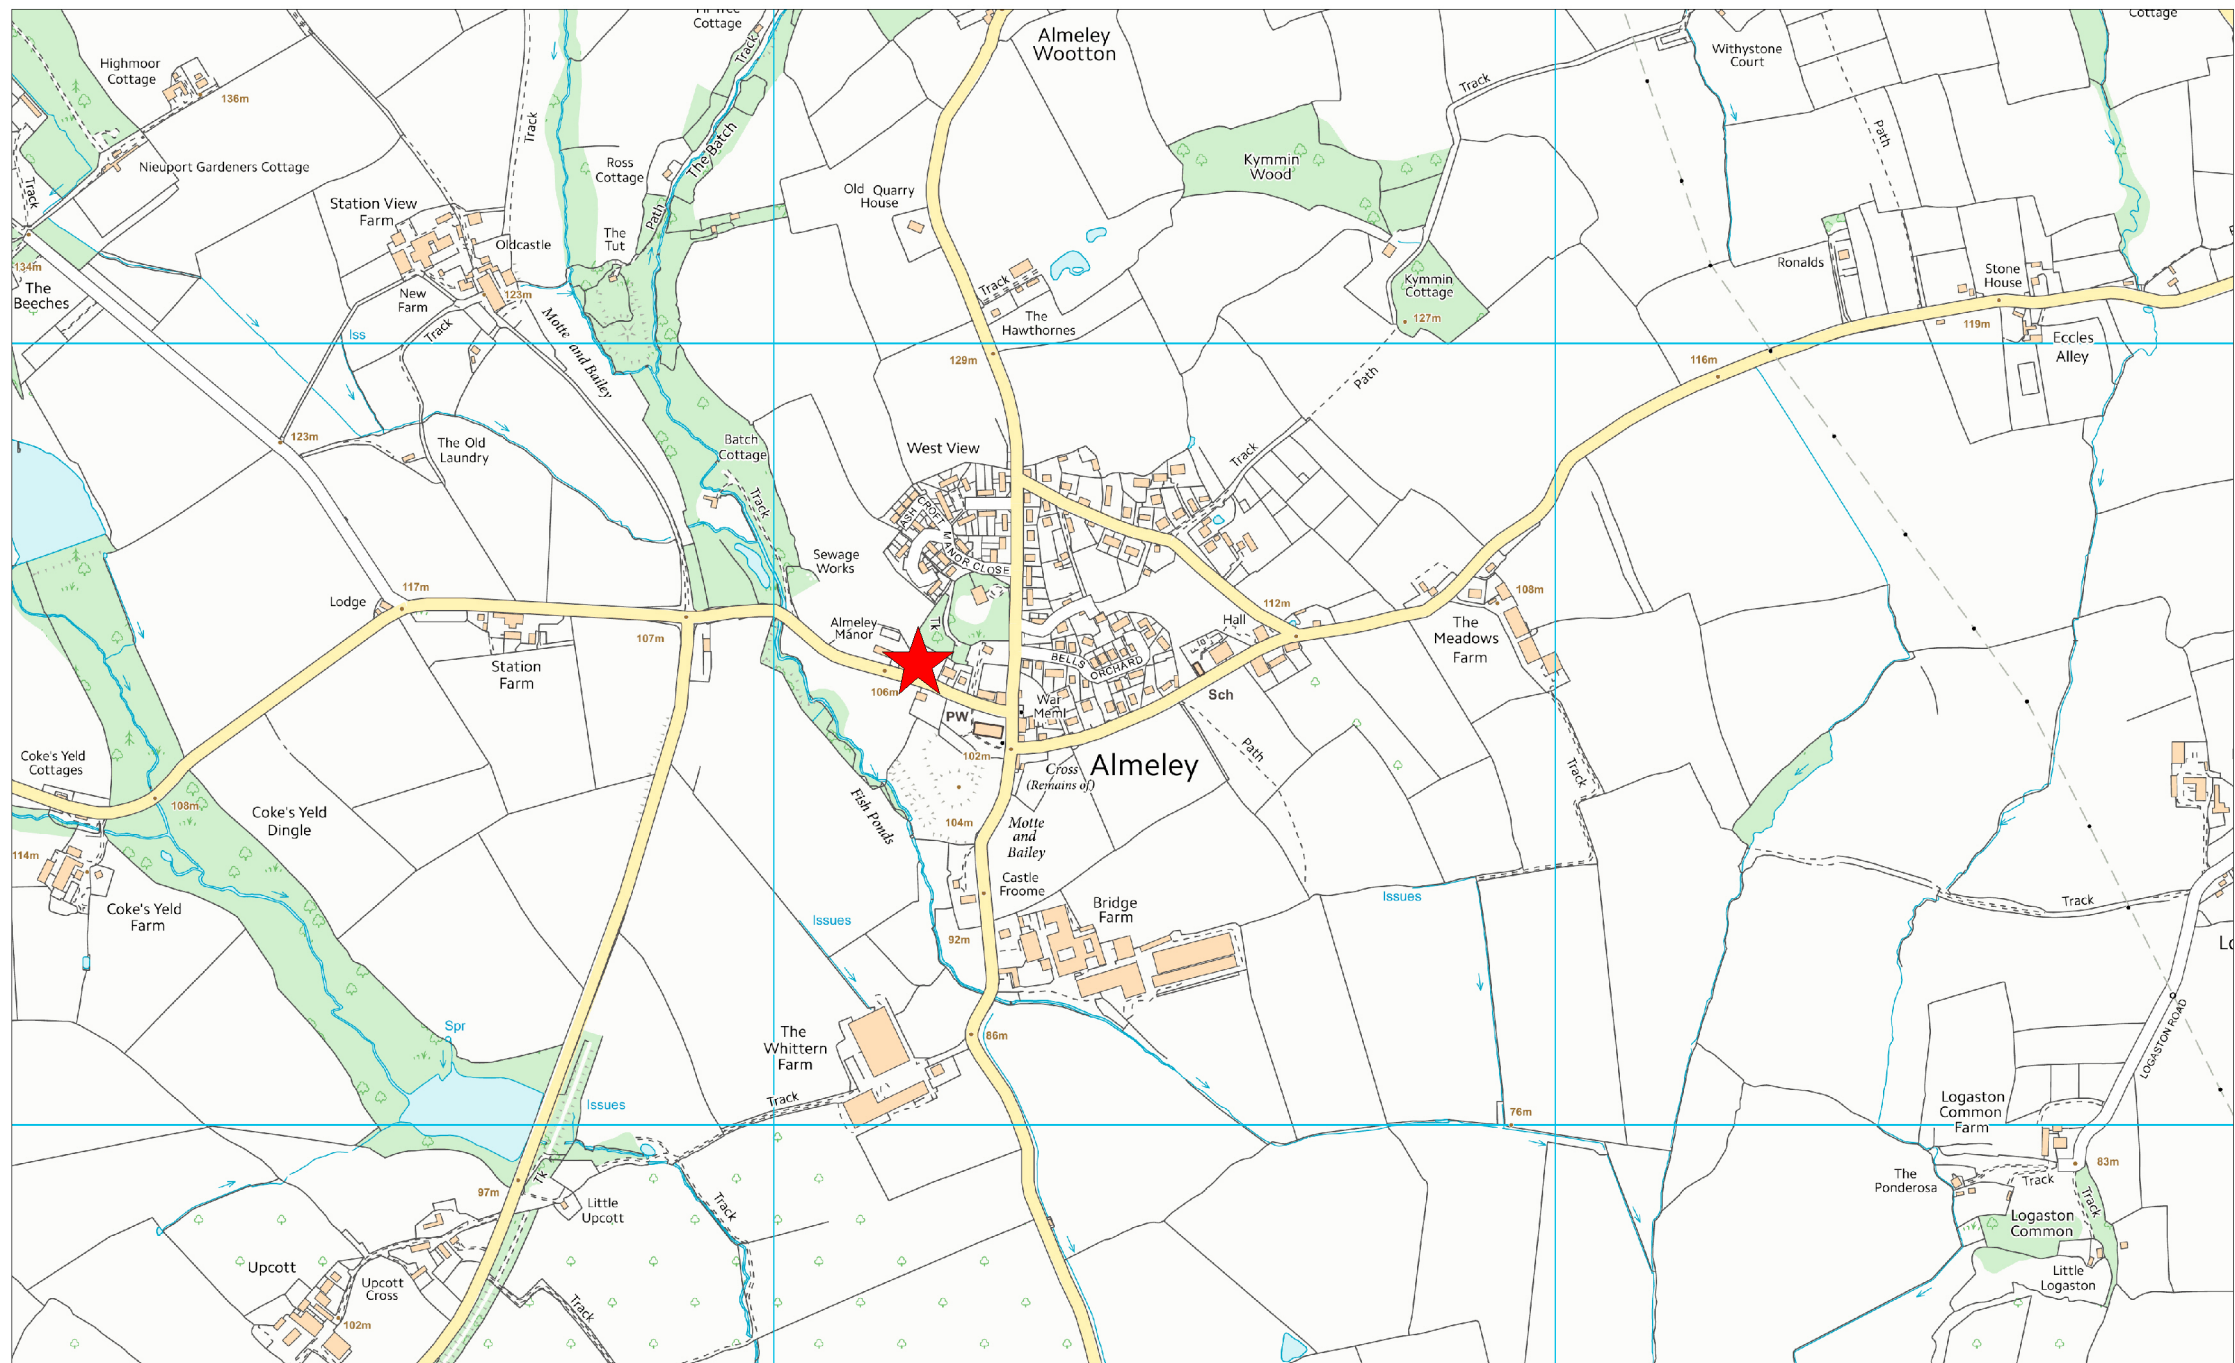 Cottage
Almeley
Wootton
Cottage
Withystone
Court
Highmoor
Cottage
136m
Track
Track
Track
The Batch
Path
Nieuport Gardeners Cottage
Ross
Cottage
Kymmin
Wood
Track
Station View
Farm
Old Quarry
House
Path
The
Tut
Oldcastle
134m
The
Beeches
New
Farm
123m
Track
Track
The
Hawthornes
Kymmin
Cottage
127m
Ronalds
Stone
House
119m
Eccles
Alley
Iss
Motte
and Bailey
129m
116m
Path
123m
The Old
Laundry
Batch
Cottage
Track
West View
Track
ASH
CROFT
MANOR CLOSE
Sewage
Works
117m
Lodge
107m
Almeley
Manor
Tk
112m
Hall
108m
The
Meadows
Farm
Station
Farm
BELLS
ORCHARD
106m
PW
War
Meml
Sch
Path
102m
Cross
(Remains of)
Almeley
Track
Coke's Yeld
Cottages
108m
Coke's Yeld
Dingle
Fish Ponds
104m
Motte
and
Bailey
114m
Castle
Froome
Coke's Yeld
Farm
Issues
92m
Bridge
Farm
Issues
Track
Lo
Spr
The
Whittern
Farm
86m
LOGASTON ROAD
Issues
Track
76m
Logaston
Common
Farm
83m
The
Ponderosa
Track
Track
97m
Tk
Little
Upcott
Track
Logaston
Common
Upcott
Upcott
Cross
Little
Logaston
102m
Track